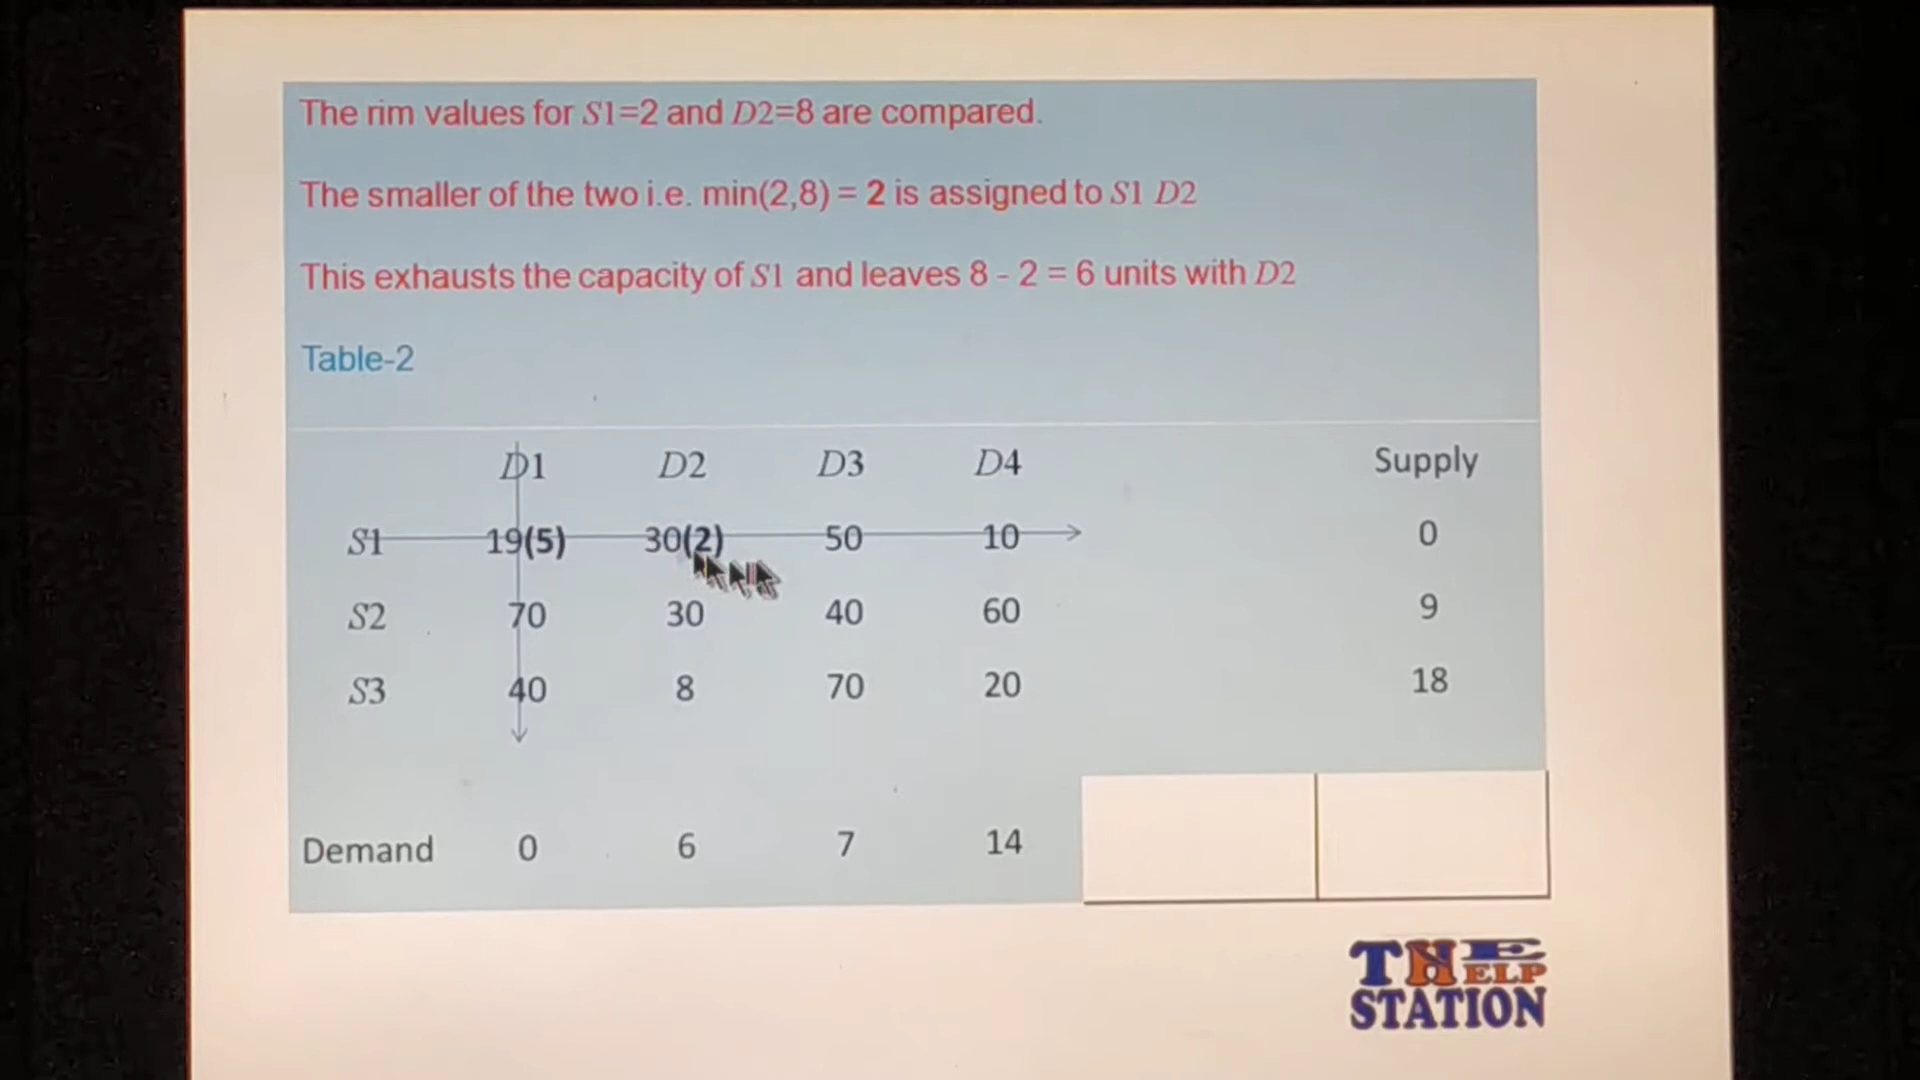 The rim values for S1=2 and D2=8 are compared.
The smaller of the two i.e. min(2,8) = 2 is assigned to S1 D2
This exhausts the capacity of S1 and leaves 8 - 2 = 6 units with D2
Table-2
D1 D2 D3 D4 Supply
S1 19(5) 30(2) 50 10 0
S2 70 30 40 60 9
S3 40 8 70 20 18
Demand 0 6 7 14
THE
HELP
STATION